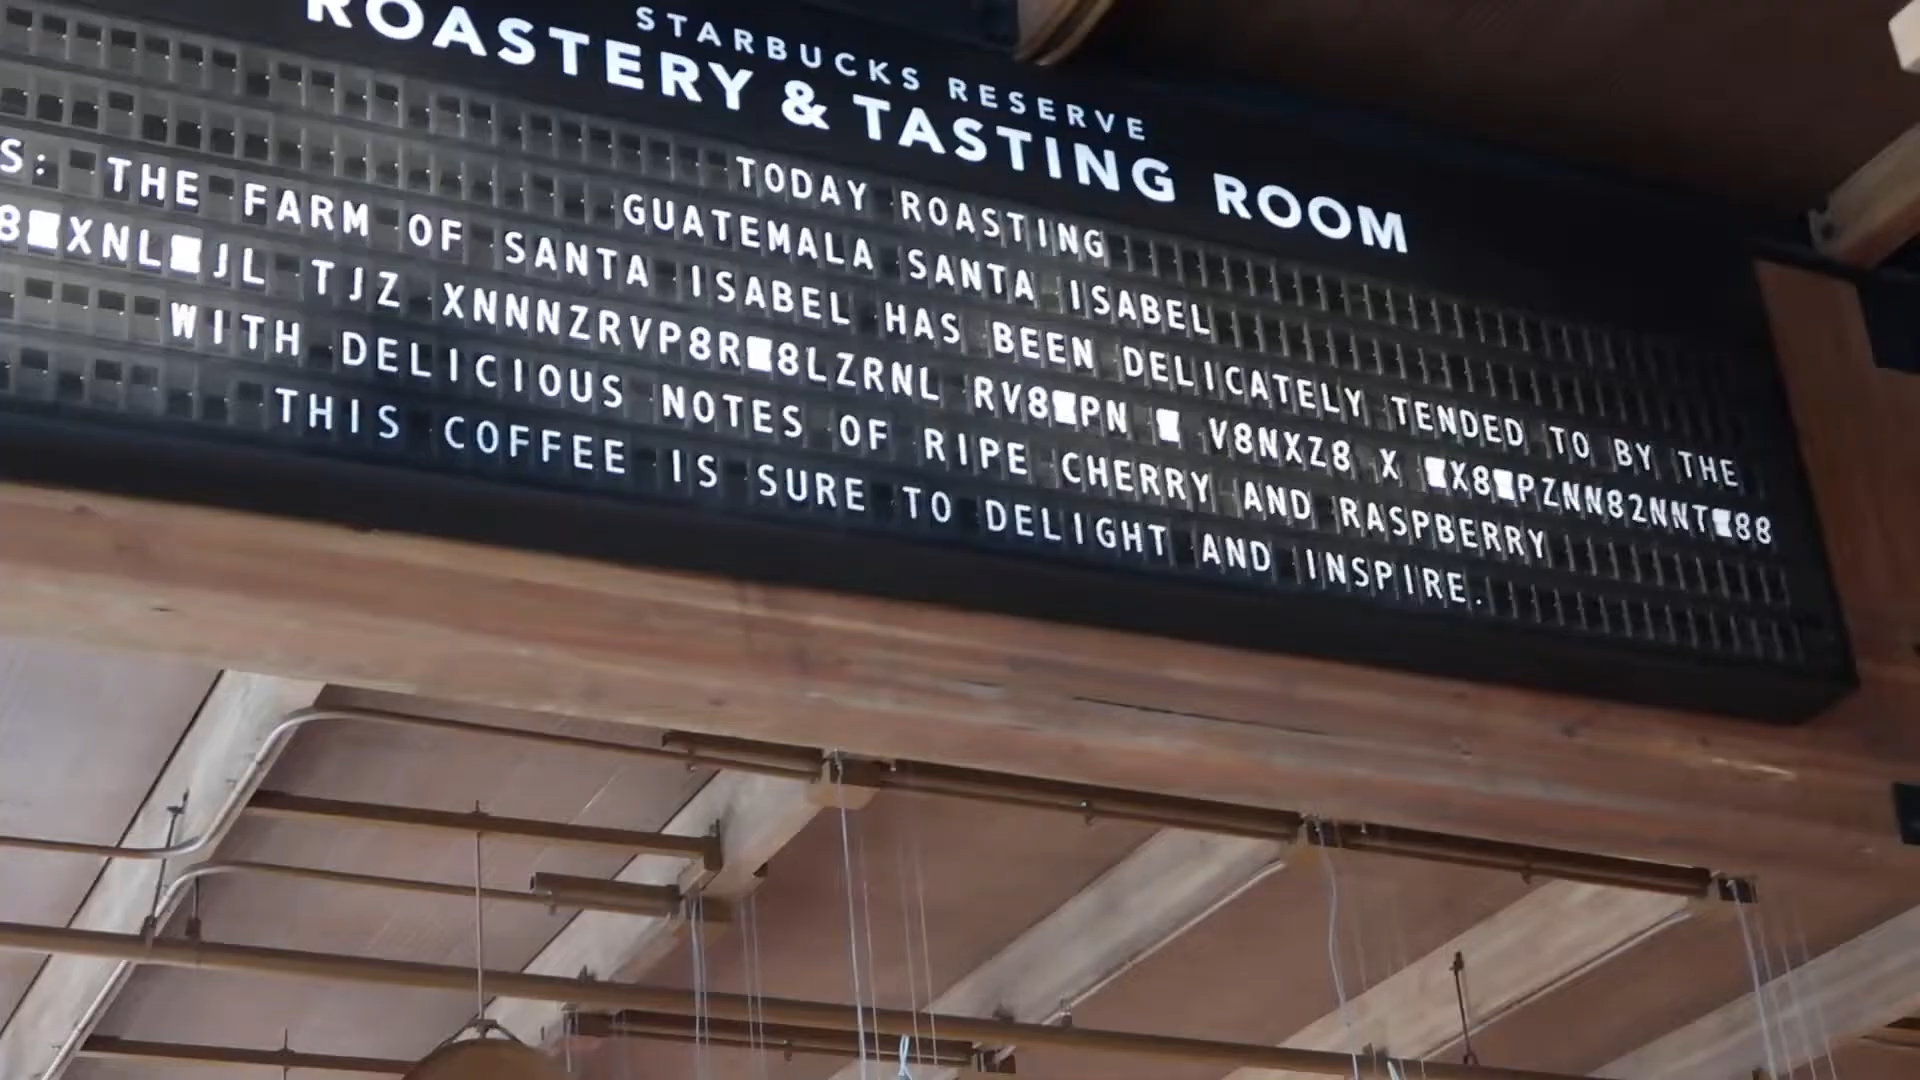 STARBUCKS RESERVE
ROASTERY & TASTING ROOM
TODAY ROASTING
GUATEMALA SANTA ISABEL
S: THE FARM OF SANTA ISABEL HAS BEEN DELICATELY TENDED TO BY THE
8■XNL■JL TJZ XNNNZRVP8R■8LZRNL RV8■PN ■ V8NXZ8 X ■X8■PZNN82NNT■88
WITH DELICIOUS NOTES OF RIPE CHERRY AND RASPBERRY
THIS COFFEE IS SURE TO DELIGHT AND INSPIRE.